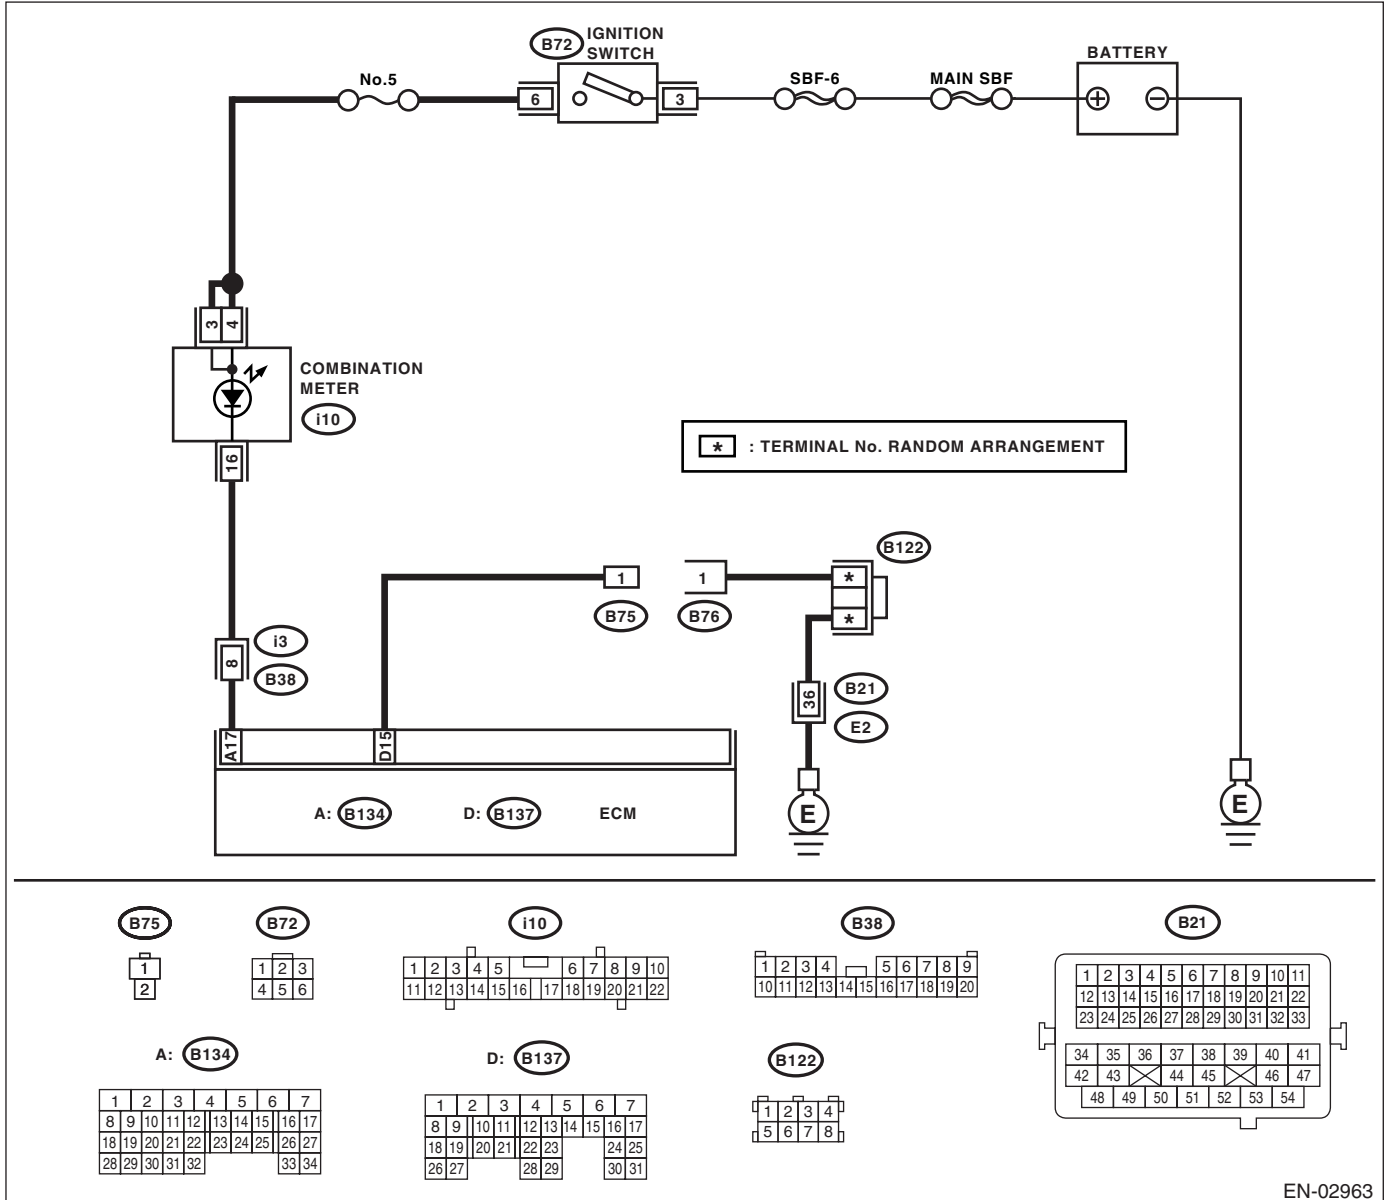 B72 IGNITION
SWITCH
BATTERY
No.5
SBF-6
MAIN SBF
6
3
+
−
3 4
COMBINATION
METER
i10
16
* : TERMINAL No. RANDOM ARRANGEMENT
B122
1
1
*
B75
B76
*
i3
8
B38
B21
36
E2
A17
D15
A: B134
D: B137
ECM
E
E
B75
B72
i10
B38
B21
1
2
1 2 3
4 5 6
1 2 3 4 5 6 7 8 9 10
11 12 13 14 15 16 17 18 19 20 21 22
1 2 3 4 5 6 7 8 9
10 11 12 13 14 15 16 17 18 19 20
1 2 3 4 5 6 7 8 9 10 11
12 13 14 15 16 17 18 19 20 21 22
23 24 25 26 27 28 29 30 31 32 33
34 35 36 37 38 39 40 41
42 43 44 45 46 47
48 49 50 51 52 53 54
A: B134
D: B137
B122
1 2 3 4 5 6 7
8 9 10 11 12 13 14 15 16 17
18 19 20 21 22 23 24 25 26 27
28 29 30 31 32 33 34
1 2 3 4 5 6 7
8 9 10 11 12 13 14 15 16 17
18 19 20 21 22 23 24 25
26 27 28 29 30 31
1 2 3 4
5 6 7 8
EN-02963